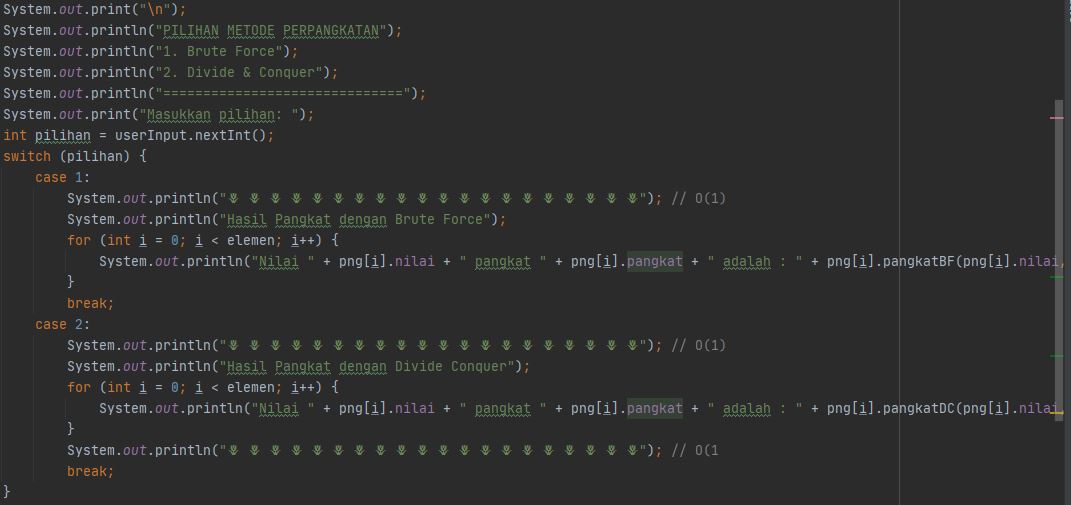 System.out.print("\n");
System.out.println("PILIHAN METODE PERPANGKATAN");
System.out.println("1. Brute Force");
System.out.println("2. Divide & Conquer");
System.out.println("==============================");
System.out.print("Masukkan pilihan: ");
int pilihan = userInput.nextInt();
switch (pilihan) {
    case 1:
        System.out.println("⚘ ⚘ ⚘ ⚘ ⚘ ⚘ ⚘ ⚘ ⚘ ⚘ ⚘ ⚘ ⚘ ⚘ ⚘ ⚘ ⚘ ⚘ ⚘ ⚘"); // O(1)
        System.out.println("Hasil Pangkat dengan Brute Force");
        for (int i = 0; i < elemen; i++) {
            System.out.println("Nilai " + png[i].nilai + " pangkat " + png[i].pangkat + " adalah : " + png[i].pangkatBF(png[i].nilai,
        }
        break;
    case 2:
        System.out.println("⚘ ⚘ ⚘ ⚘ ⚘ ⚘ ⚘ ⚘ ⚘ ⚘ ⚘ ⚘ ⚘ ⚘ ⚘ ⚘ ⚘ ⚘ ⚘ ⚘"); // O(1)
        System.out.println("Hasil Pangkat dengan Divide Conquer");
        for (int i = 0; i < elemen; i++) {
            System.out.println("Nilai " + png[i].nilai + " pangkat " + png[i].pangkat + " adalah : " + png[i].pangkatDC(png[i].nilai,
        }
        System.out.println("⚘ ⚘ ⚘ ⚘ ⚘ ⚘ ⚘ ⚘ ⚘ ⚘ ⚘ ⚘ ⚘ ⚘ ⚘ ⚘ ⚘ ⚘ ⚘ ⚘"); // O(1
        break;
}